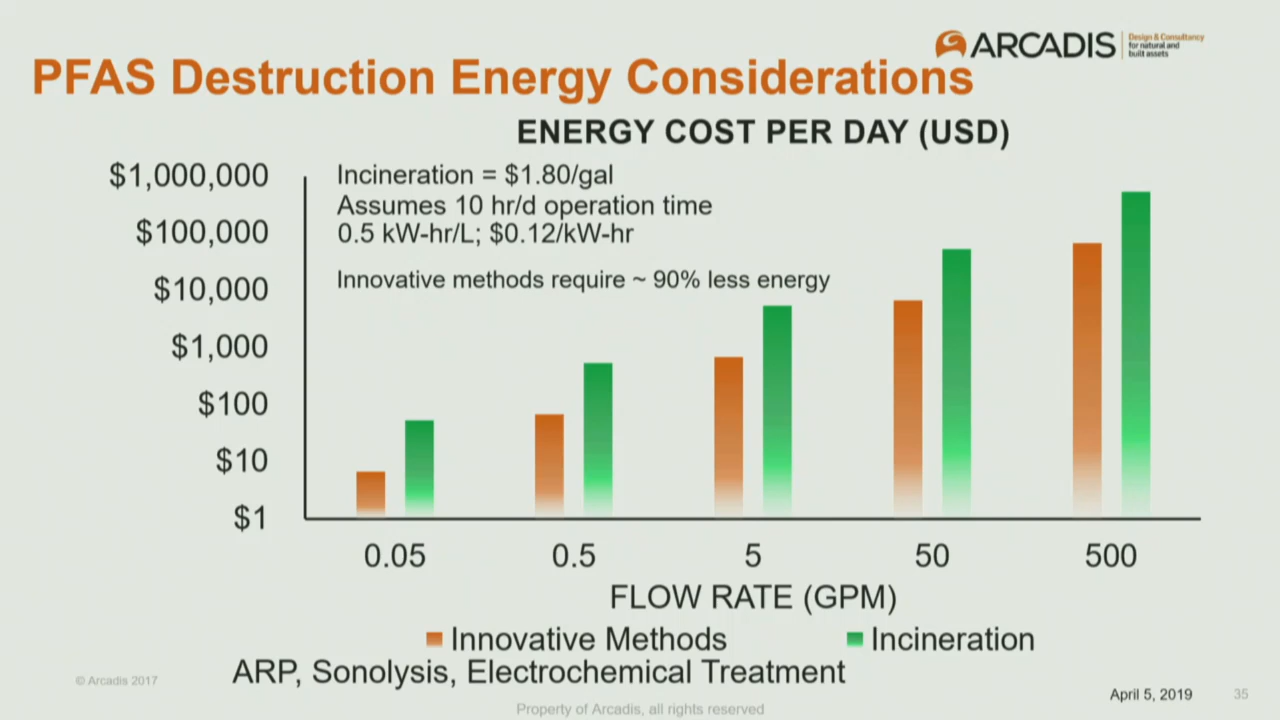 ARCADIS
Design & Consultancy
for natural and
built assets
PFAS Destruction Energy Considerations
ENERGY COST PER DAY (USD)
$1,000,000
$100,000
$10,000
$1,000
$100
$10
$1
Incineration = $1.80/gal
Assumes 10 hr/d operation time
0.5 kW-hr/L; $0.12/kW-hr
Innovative methods require ~ 90% less energy
0.05
0.5
5
50
500
FLOW RATE (GPM)
Innovative Methods
Incineration
ARP, Sonolysis, Electrochemical Treatment
© Arcadis 2017
Property of Arcadis, all rights reserved
April 5, 2019
35